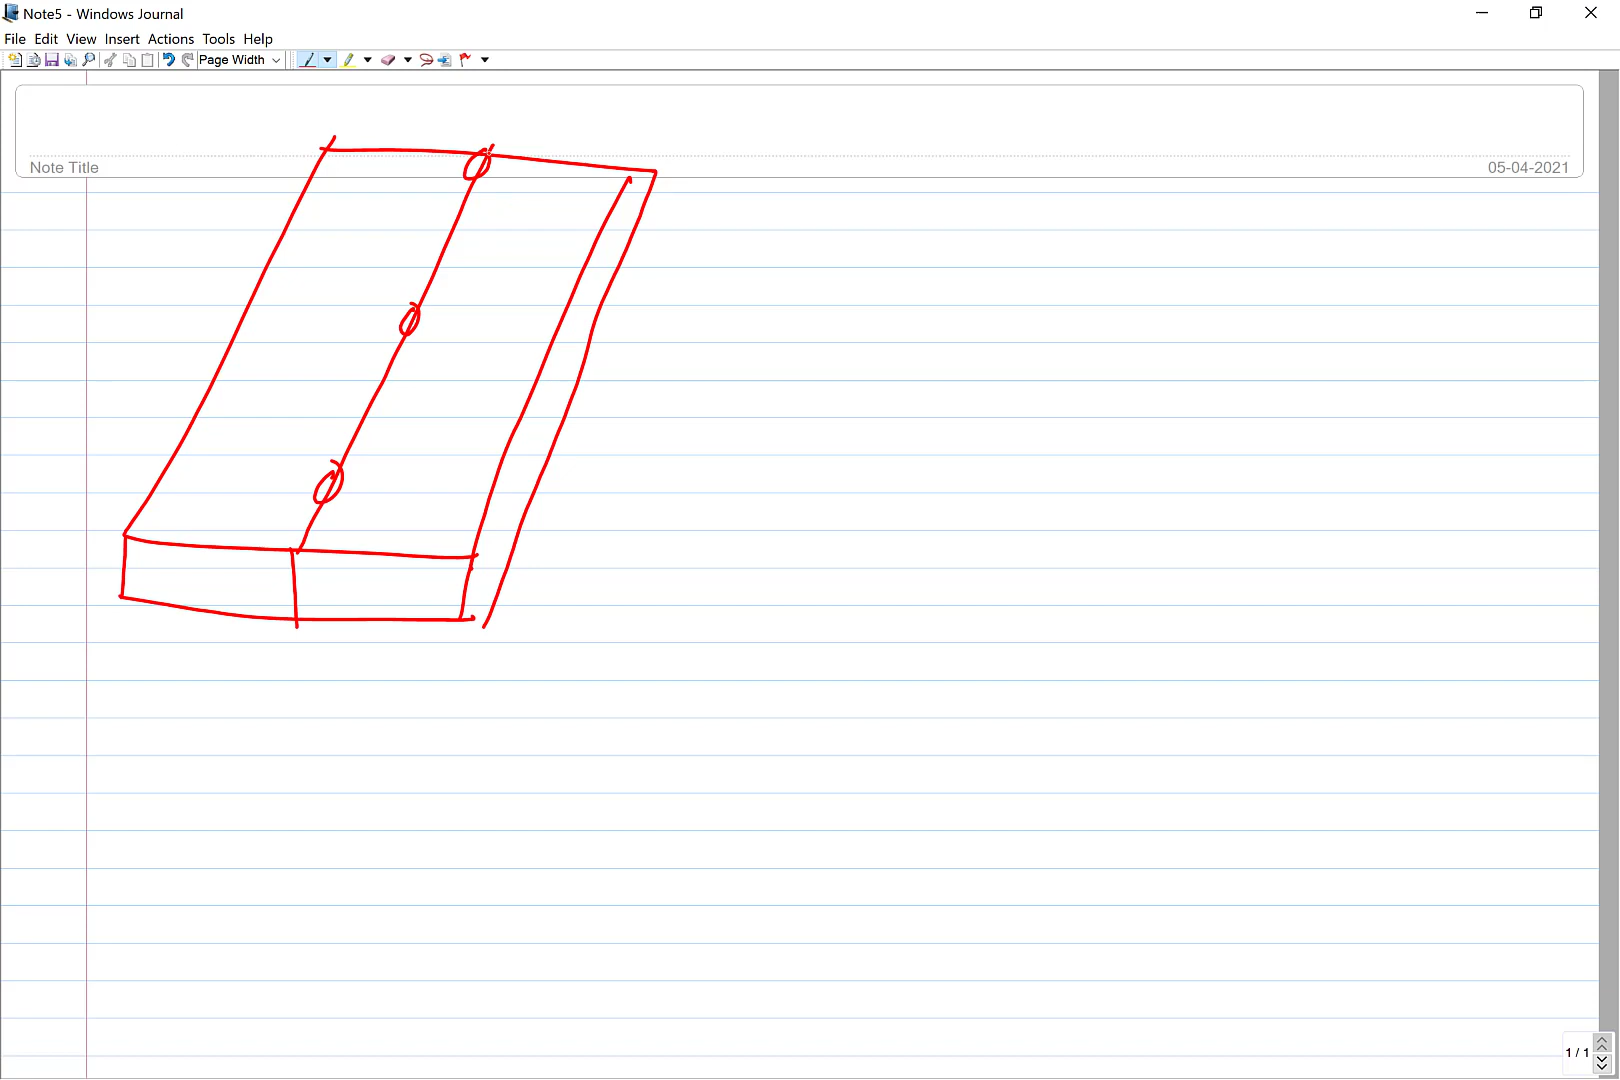 Note5 - Windows Journal
File Edit View Insert Actions Tools Help
Page Width
Note Title
05-04-2021
1 / 1